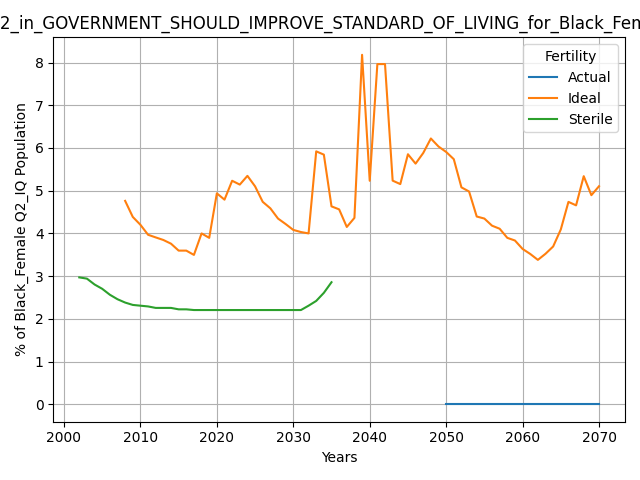 2_in_GOVERNMENT_SHOULD_IMPROVE_STANDARD_OF_LIVING_for_Black_Fem
% of Black_Female Q2_IQ Population
8
7
6
5
4
3
2
1
0
Fertility
Actual
Ideal
Sterile
2000 2010 2020 2030 2040 2050 2060 2070
Years